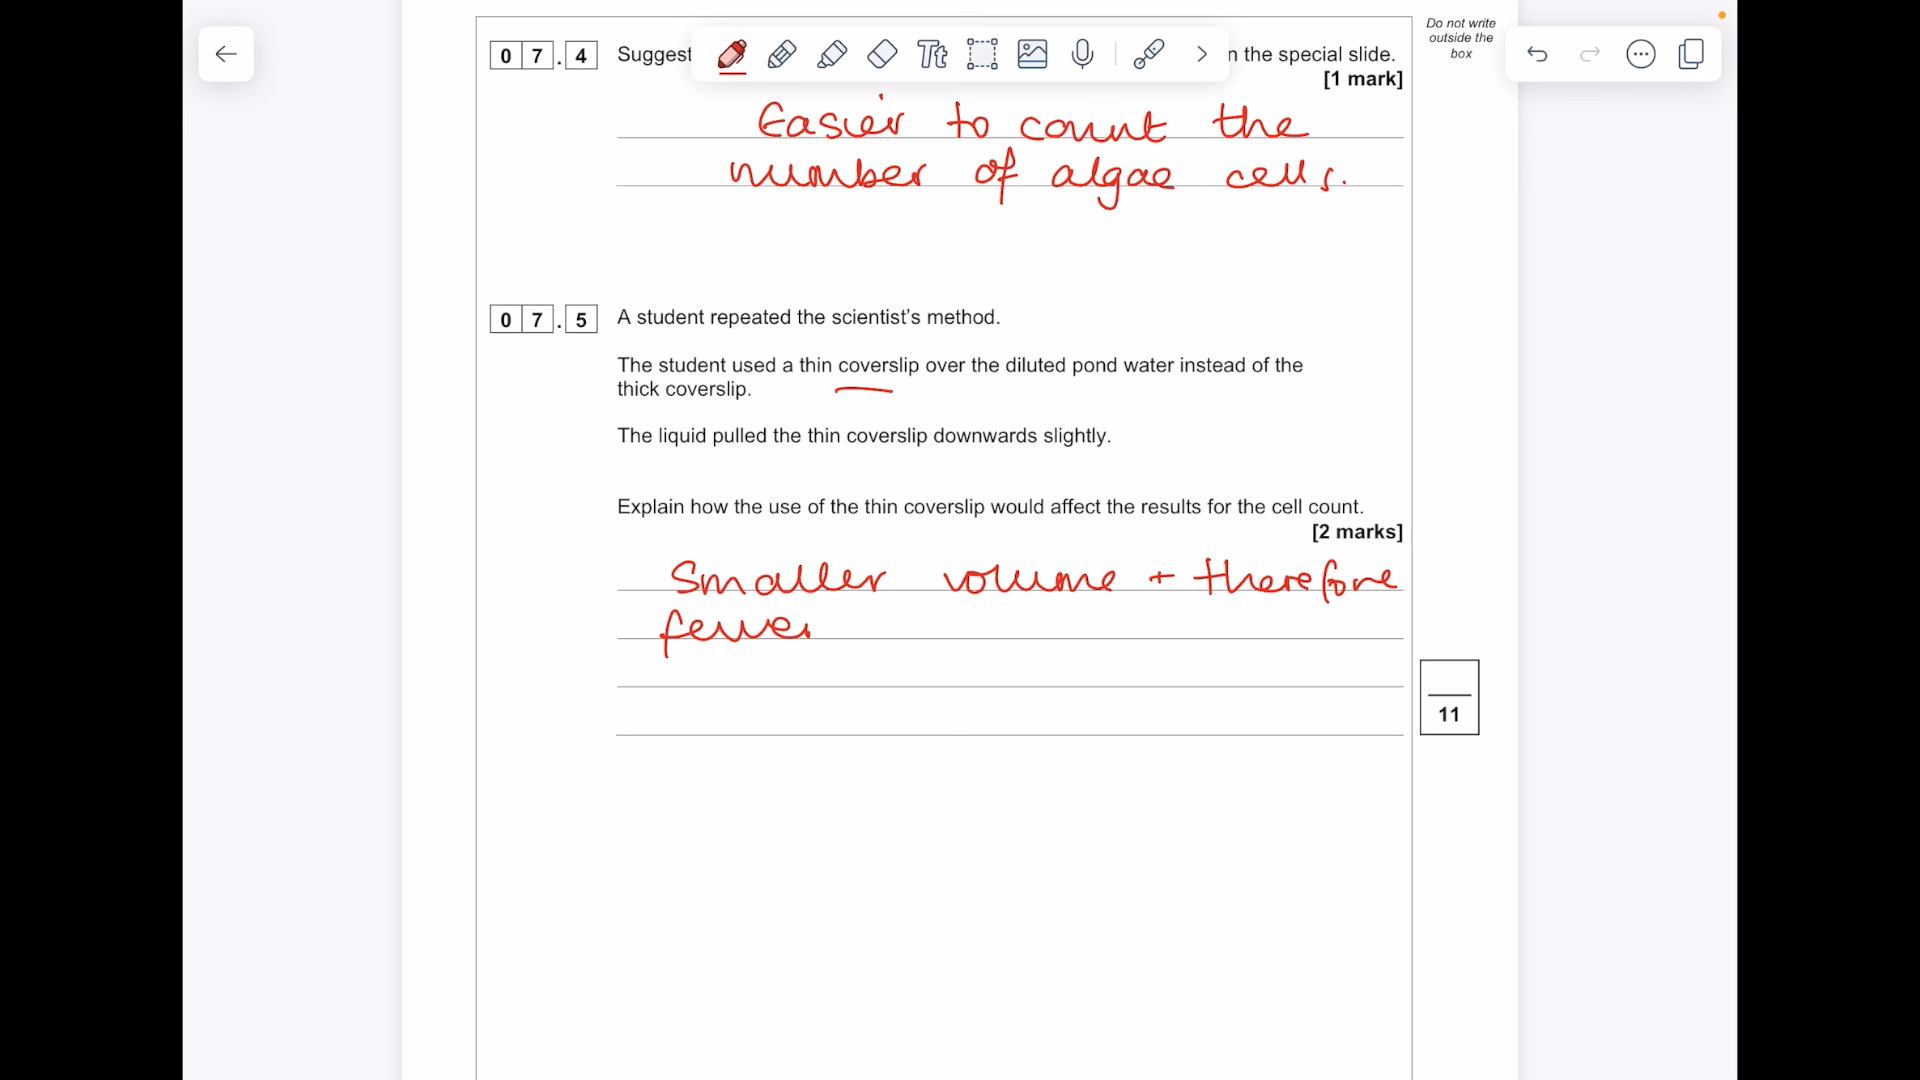 Do not write
outside the
box
0 7 . 4 Suggest n the special slide.
[1 mark]
Easier to count the
number of algae cells.
0 7 . 5 A student repeated the scientist's method.
The student used a thin coverslip over the diluted pond water instead of the
thick coverslip.
The liquid pulled the thin coverslip downwards slightly.
Explain how the use of the thin coverslip would affect the results for the cell count.
[2 marks]
Smaller volume + therefore
fewer
11
Tt